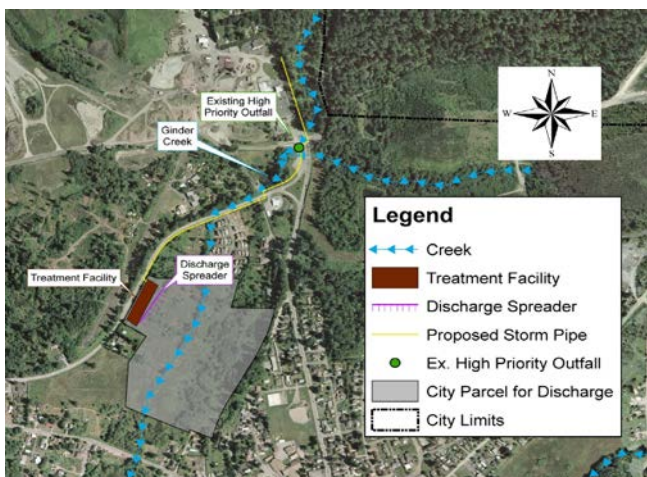 Existing High
Priority Outfall
Ginder
Creek
Treatment Facility
Discharge
Spreader
N
W
E
S
Legend
Creek
Treatment Facility
Discharge Spreader
Proposed Storm Pipe
Ex. High Priority Outfall
City Parcel for Discharge
City Limits